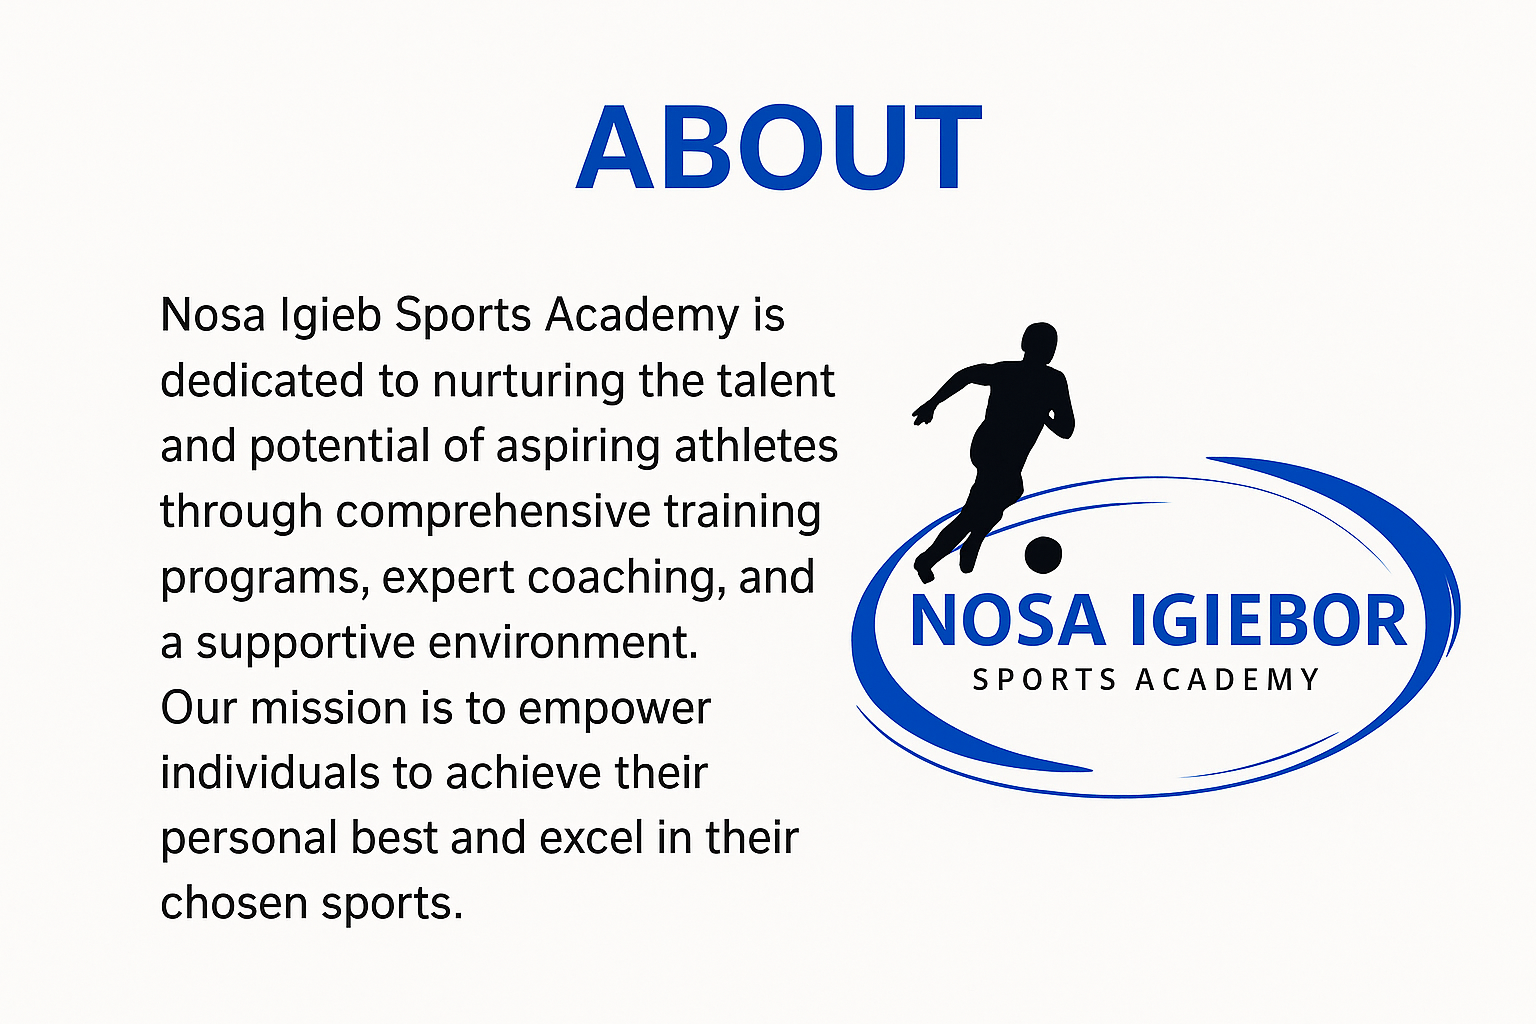 ABOUT
Nosa Igieb Sports Academy is
dedicated to nurturing the talent
and potential of aspiring athletes
through comprehensive training
programs, expert coaching, and
a supportive environment.
Our mission is to empower
individuals to achieve their
personal best and excel in their
chosen sports.
NOSA IGIEBOR
SPORTS ACADEMY